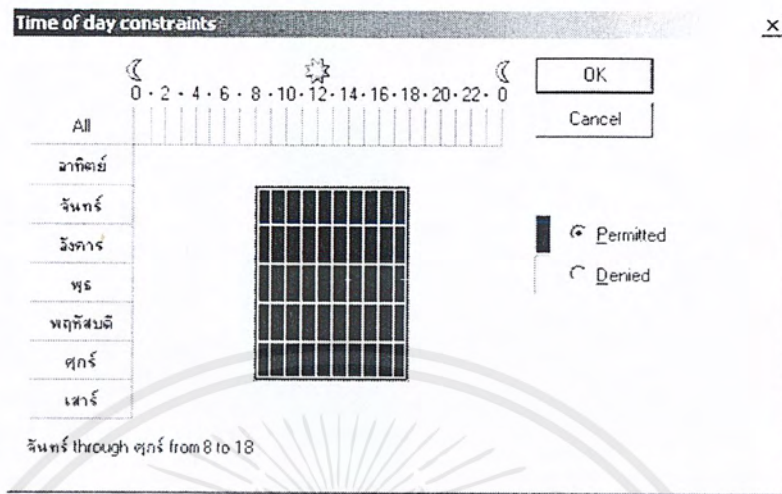 Time of day constraints
0 · 2 · 4 · 6 · 8 · 10 · 12 · 14 · 16 · 18 · 20 · 22 · 0
OK
All
Cancel
อาทิตย์
จันทร์
อังคาร
Permitted
พุธ
Denied
พฤหัสบดี
ศุกร์
เสาร์
จันทร์ through ศุกร์ from 8 to 18